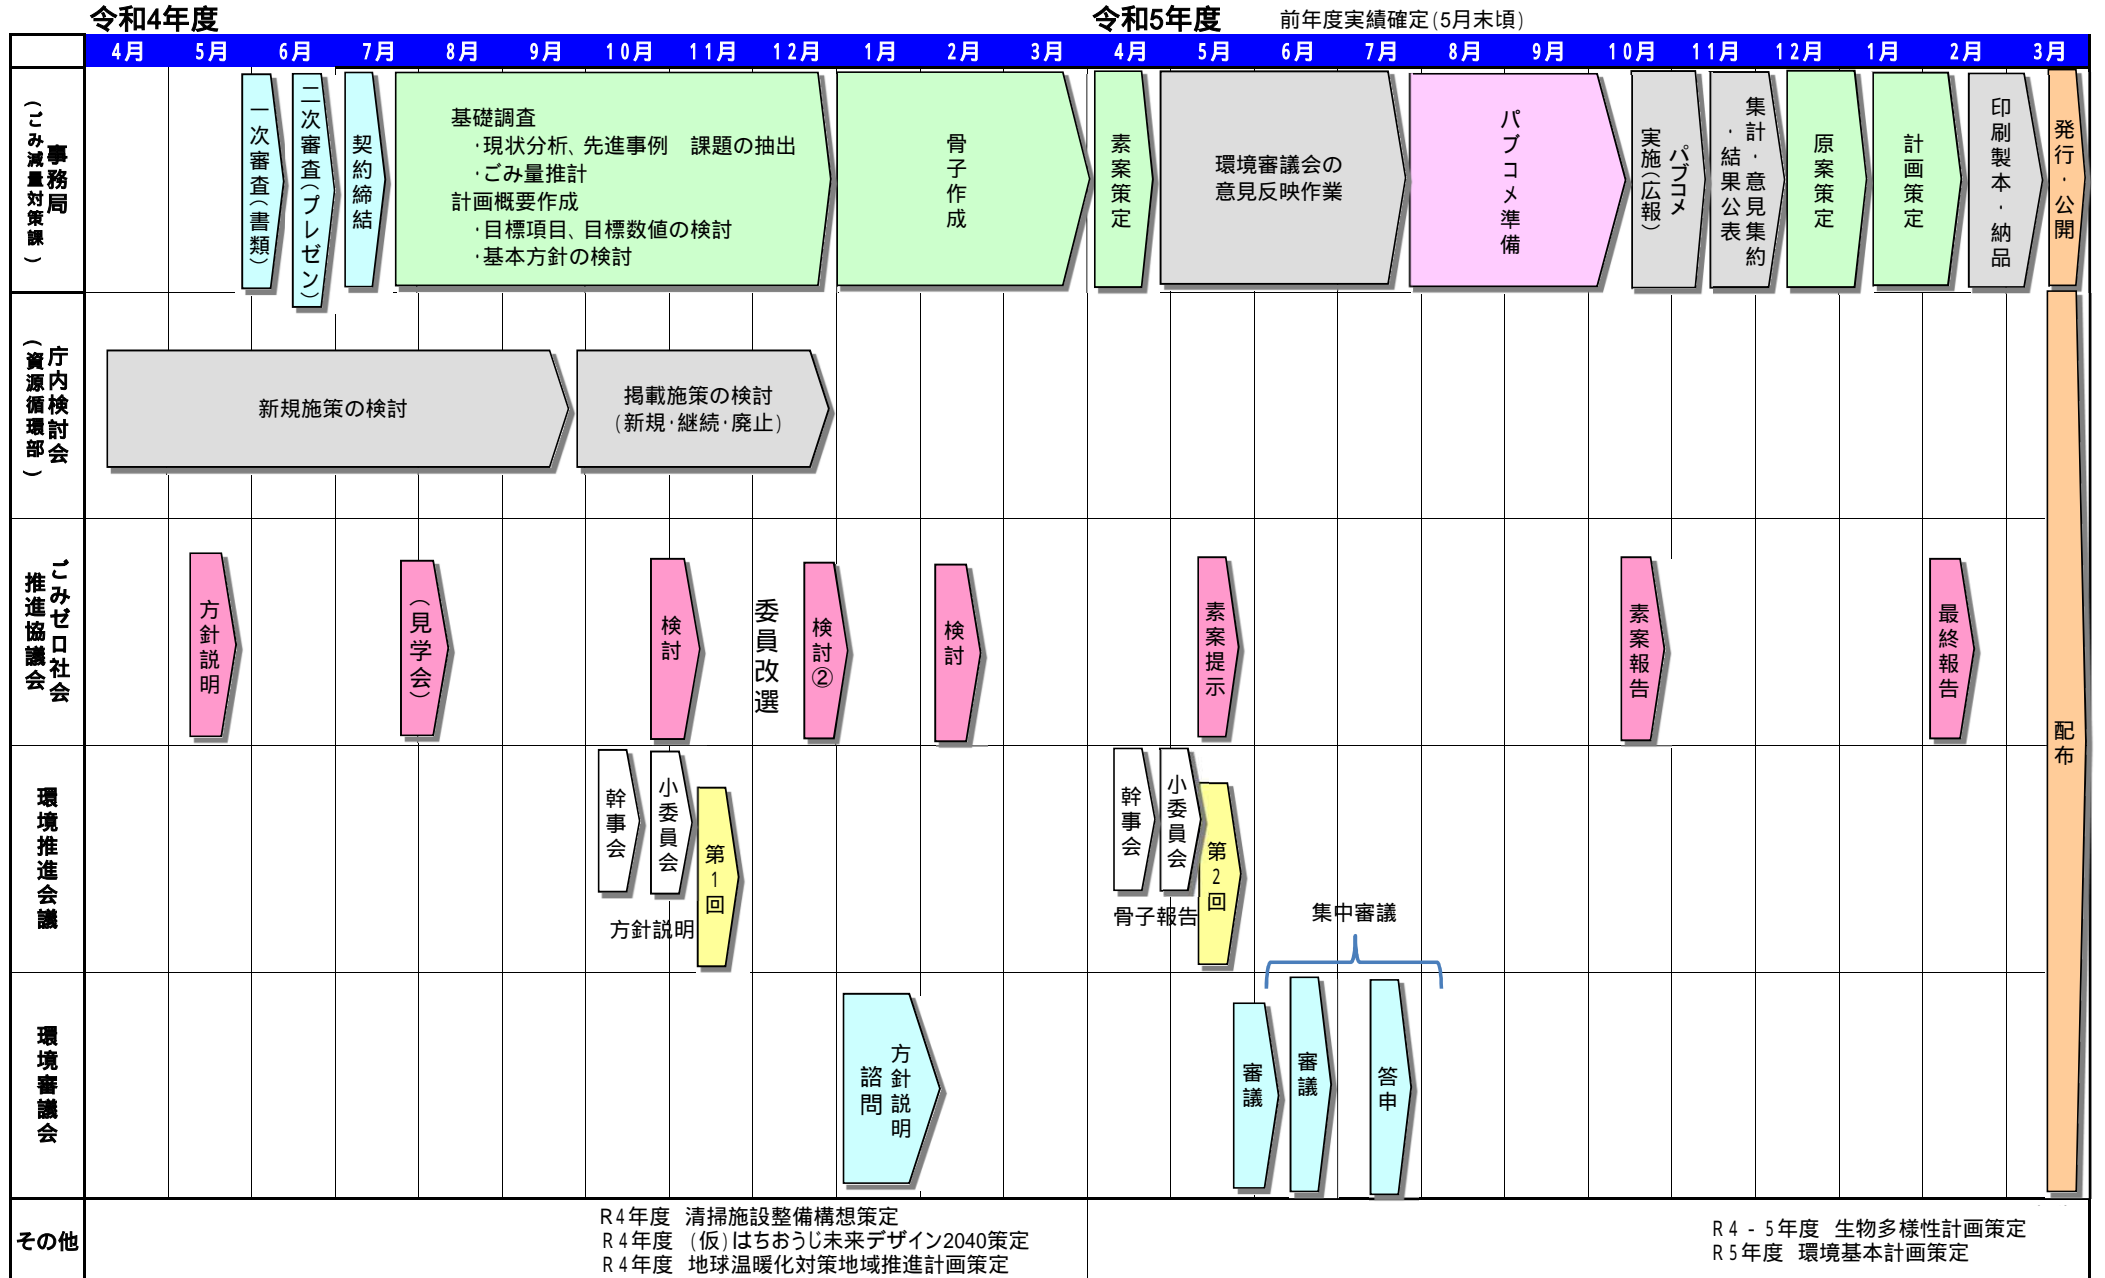 令和4年度
令和5年度
前年度実績確定(5月末頃)
4月 5月 6月 7月 8月 9月 10月 11月 12月 1月 2月 3月 4月 5月 6月 7月 8月 9月 10月 11月 12月 1月 2月 3月
事務局
(ごみ減量対策課)
一次審査(書類)
二次審査(プレゼン)
契約締結
基礎調査
・現状分析、先進事例 課題の抽出
・ごみ量推計
計画概要作成
・目標項目、目標数値の検討
・基本方針の検討
骨子作成
素案策定
環境審議会の
意見反映作業
パブコメ準備
パブコメ
実施(広報)
集計・意見集約
・結果公表
原案策定
計画策定
印刷製本・納品
発行・公開
庁内検討会
(資源循環部)
新規施策の検討
掲載施策の検討
(新規・継続・廃止)
ごみゼロ社会
推進協議会
方針説明
(見学会)
検討
委員改選
検討②
検討
素案提示
素案報告
最終報告
配布
環境推進会議
幹事会
小委員会
第1回
方針説明
幹事会
小委員会
第2回
骨子報告
集中審議
環境審議会
方針説明
諮問
審議
審議
答申
その他
R4年度 清掃施設整備構想策定
R4年度 (仮)はちおうじ未来デザイン2040策定
R4年度 地球温暖化対策地域推進計画策定
R4-5年度 生物多様性計画策定
R5年度 環境基本計画策定